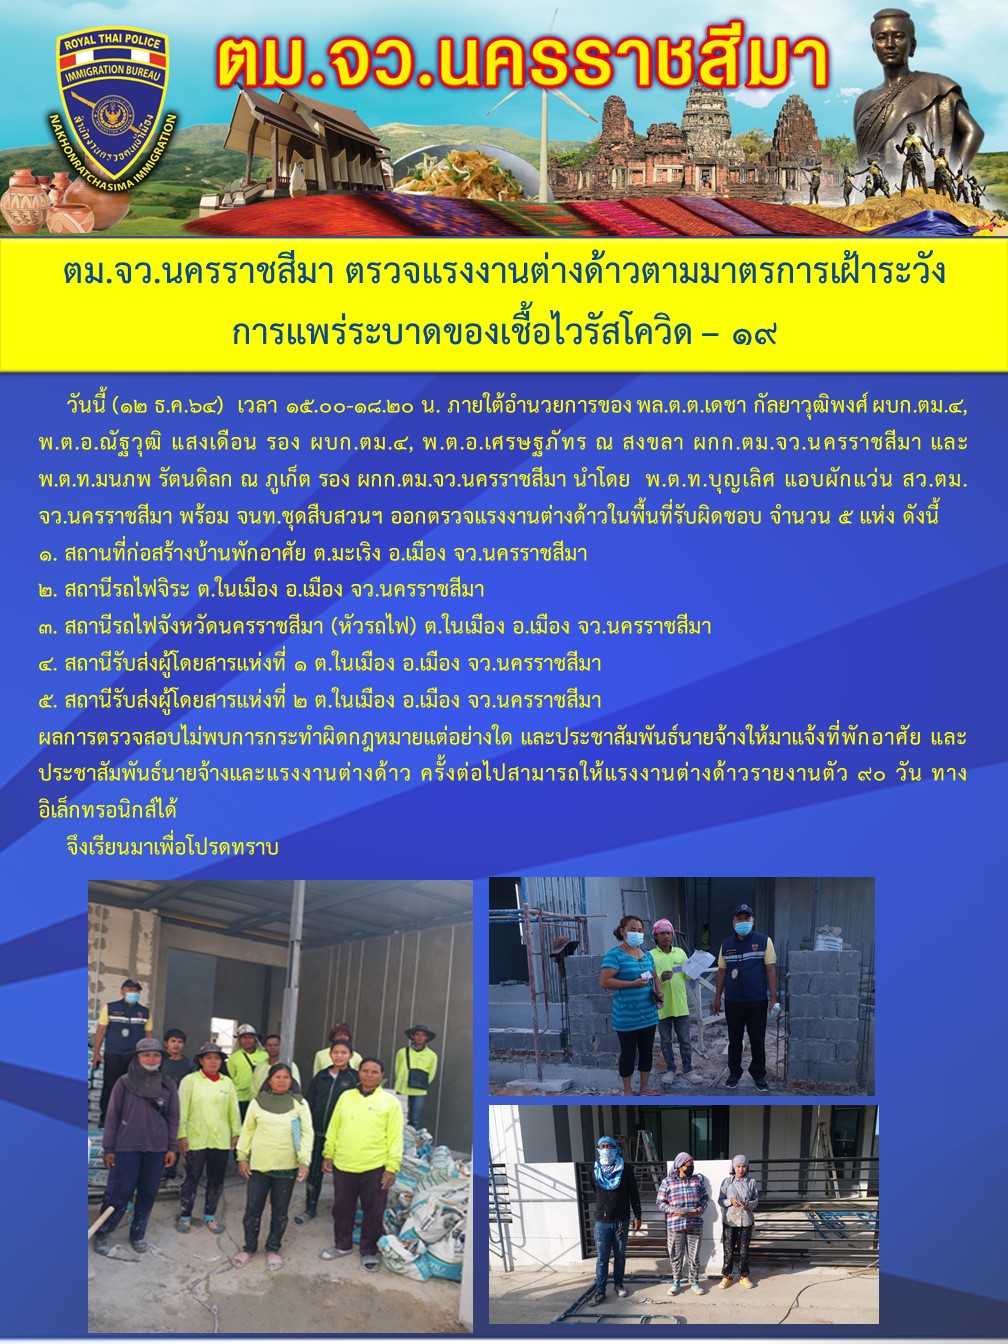 ROYAL THAI POLICE
IMMIGRATION BUREAU
สำนักงานตรวจคนเข้าเมือง
NAKHONRATCHASIMA IMMIGRATION
ตม.จว.นครราชสีมา
ตม.จว.นครราชสีมา ตรวจแรงงานต่างด้าวตามมาตรการเฝ้าระวัง
การแพร่ระบาดของเชื้อไวรัสโควิด – ๑๙
วันนี้ (๑๒ ธ.ค.๖๔) เวลา ๑๕.๐๐-๑๘.๒๐ น. ภายใต้อำนวยการของ พล.ต.ต.เดชา กัลยาวุฒิพงศ์ ผบก.ตม.๔,
พ.ต.อ.ณัฐวุฒิ แสงเดือน รอง ผบก.ตม.๔, พ.ต.อ.เศรษฐภัทร ณ สงขลา ผกก.ตม.จว.นครราชสีมา และ
พ.ต.ท.มนภพ รัตนดิลก ณ ภูเก็ต รอง ผกก.ตม.จว.นครราชสีมา นำโดย พ.ต.ท.บุญเลิศ แอบผักแว่น สว.ตม.
จว.นครราชสีมา พร้อม จนท.ชุดสืบสวนฯ ออกตรวจแรงงานต่างด้าวในพื้นที่รับผิดชอบ จำนวน ๕ แห่ง ดังนี้
๑. สถานที่ก่อสร้างบ้านพักอาศัย ต.มะเริง อ.เมือง จว.นครราชสีมา
๒. สถานีรถไฟจิระ ต.ในเมือง อ.เมือง จว.นครราชสีมา
๓. สถานีรถไฟจังหวัดนครราชสีมา (หัวรถไฟ) ต.ในเมือง อ.เมือง จว.นครราชสีมา
๔. สถานีรับส่งผู้โดยสารแห่งที่ ๑ ต.ในเมือง อ.เมือง จว.นครราชสีมา
๕. สถานีรับส่งผู้โดยสารแห่งที่ ๒ ต.ในเมือง อ.เมือง จว.นครราชสีมา
ผลการตรวจสอบไม่พบการกระทำผิดกฎหมายแต่อย่างใด และประชาสัมพันธ์นายจ้างให้มาแจ้งที่พักอาศัย และ
ประชาสัมพันธ์นายจ้างและแรงงานต่างด้าว ครั้งต่อไปสามารถให้แรงงานต่างด้าวรายงานตัว ๙๐ วัน ทาง
อิเล็กทรอนิกส์ได้
จึงเรียนมาเพื่อโปรดทราบ